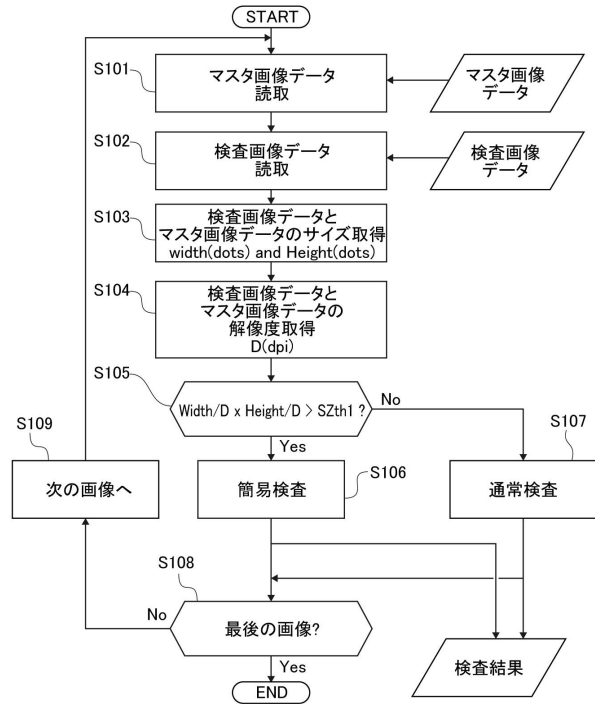 START
S101
マスタ画像データ
読取
マスタ画像
データ
S102
検査画像データ
読取
検査画像
データ
S103
検査画像データと
マスタ画像データのサイズ取得
width(dots) and Height(dots)
S104
検査画像データと
マスタ画像データの
解像度取得
D(dpi)
S105
Width/D x Height/D > SZth1 ?
No
Yes
S109
次の画像へ
簡易検査
S106
S107
通常検査
S108
No
最後の画像?
Yes
検査結果
END